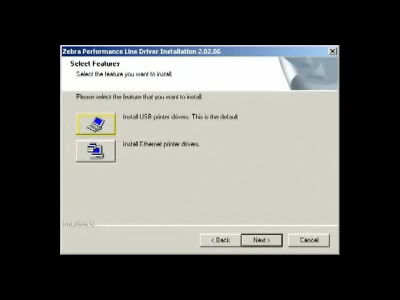 Zebra Performance Line Driver Installation 2.02.06
Select Features
Select the feature you want to install.
Please select the feature that you want to install.
Install USB printer drivers. This is the default
Install Ethernet printer drivers.
InstallShield
< Back
Next >
Cancel